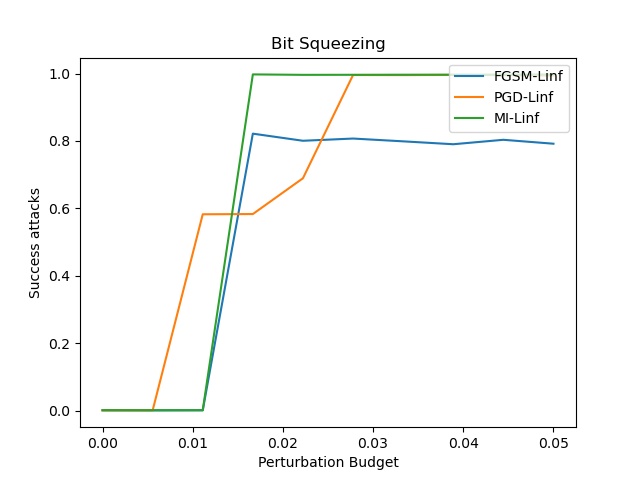 Bit Squeezing
FGSM-Linf
PGD-Linf
MI-Linf
Success attacks
1.0
0.8
0.6
0.4
0.2
0.0
0.00 0.01 0.02 0.03 0.04 0.05
Perturbation Budget